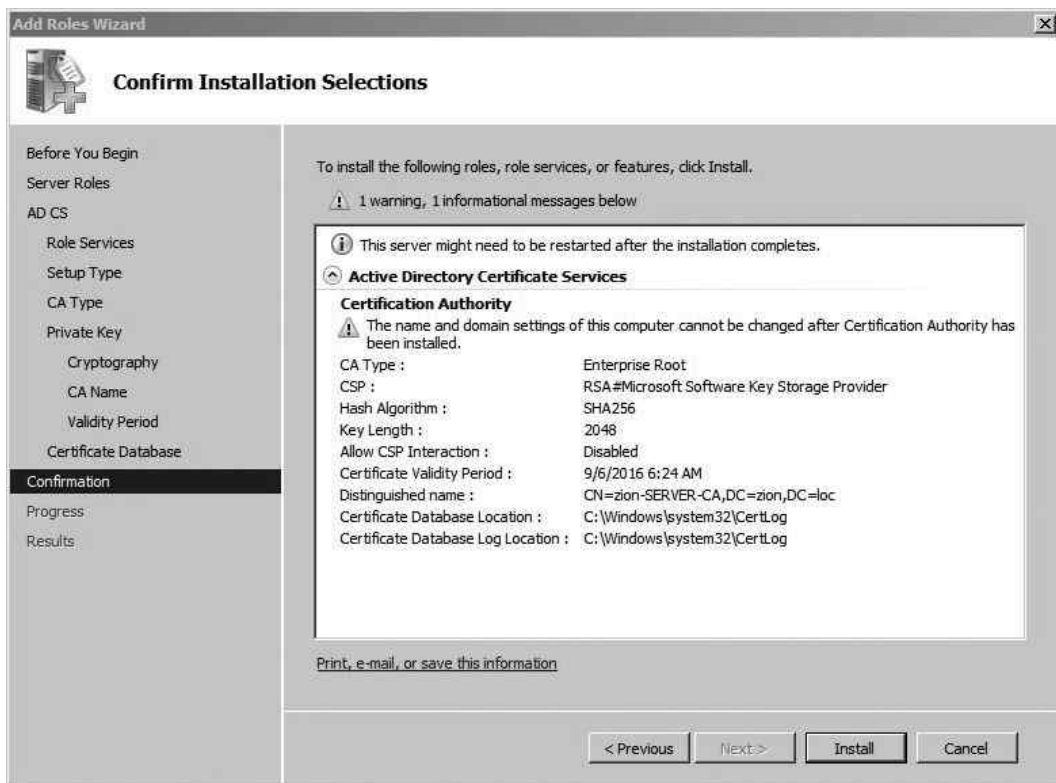 Add Roles Wizard
Confirm Installation Selections
Before You Begin
Server Roles
AD CS
Role Services
Setup Type
CA Type
Private Key
Cryptography
CA Name
Validity Period
Certificate Database
Confirmation
Progress
Results
To install the following roles, role services, or features, click Install.
1 warning, 1 informational messages below
This server might need to be restarted after the installation completes.
Active Directory Certificate Services
Certification Authority
The name and domain settings of this computer cannot be changed after Certification Authority has
been installed.
CA Type : Enterprise Root
CSP : RSA#Microsoft Software Key Storage Provider
Hash Algorithm : SHA256
Key Length : 2048
Allow CSP Interaction : Disabled
Certificate Validity Period : 9/6/2016 6:24 AM
Distinguished name : CN=zion-SERVER-CA,DC=zion,DC=loc
Certificate Database Location : C:\Windows\system32\CertLog
Certificate Database Log Location : C:\Windows\system32\CertLog
Print, e-mail, or save this information
< Previous Next > Install Cancel